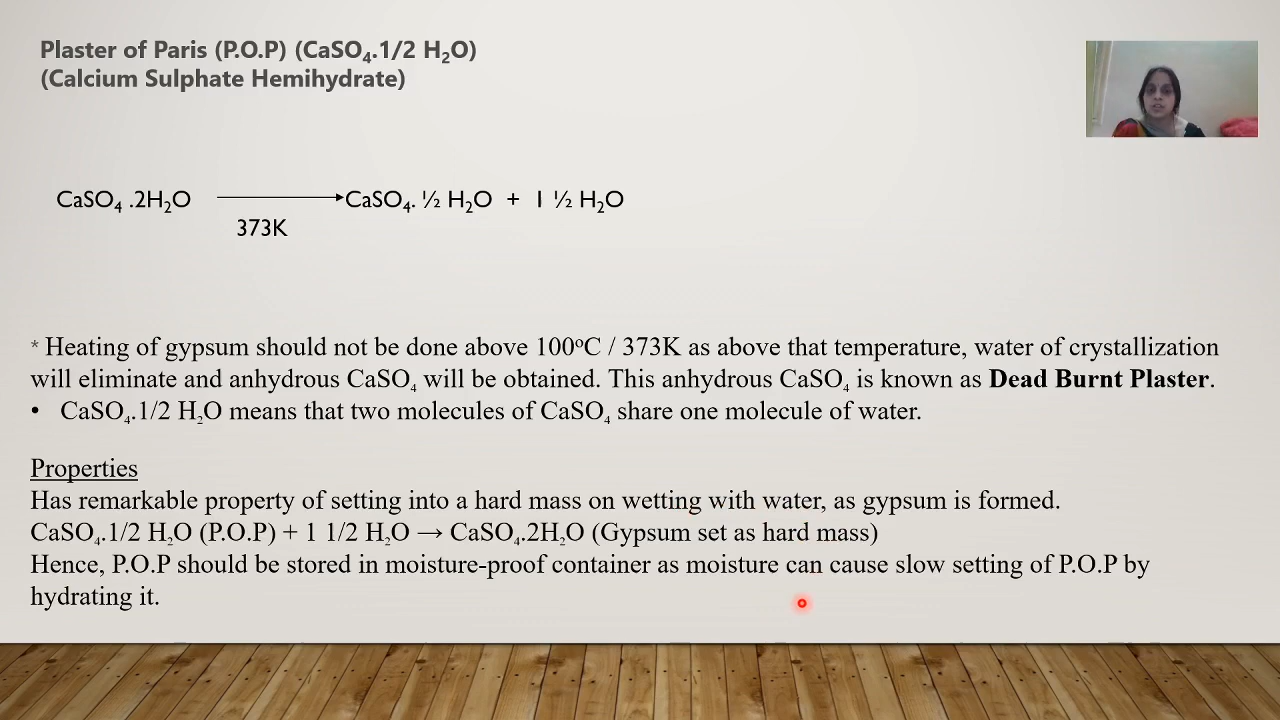 Plaster of Paris (P.O.P) (CaSO₄.1/2 H₂O)
(Calcium Sulphate Hemihydrate)
CaSO₄ .2H₂O ⟶ CaSO₄. ½ H₂O + 1 ½ H₂O
373K
* Heating of gypsum should not be done above 100ºC / 373K as above that temperature, water of crystallization
will eliminate and anhydrous CaSO₄ will be obtained. This anhydrous CaSO₄ is known as Dead Burnt Plaster.
• CaSO₄.1/2 H₂O means that two molecules of CaSO₄ share one molecule of water.
Properties
Has remarkable property of setting into a hard mass on wetting with water, as gypsum is formed.
CaSO₄.1/2 H₂O (P.O.P) + 1 1/2 H₂O → CaSO₄.2H₂O (Gypsum set as hard mass)
Hence, P.O.P should be stored in moisture-proof container as moisture can cause slow setting of P.O.P by
hydrating it.